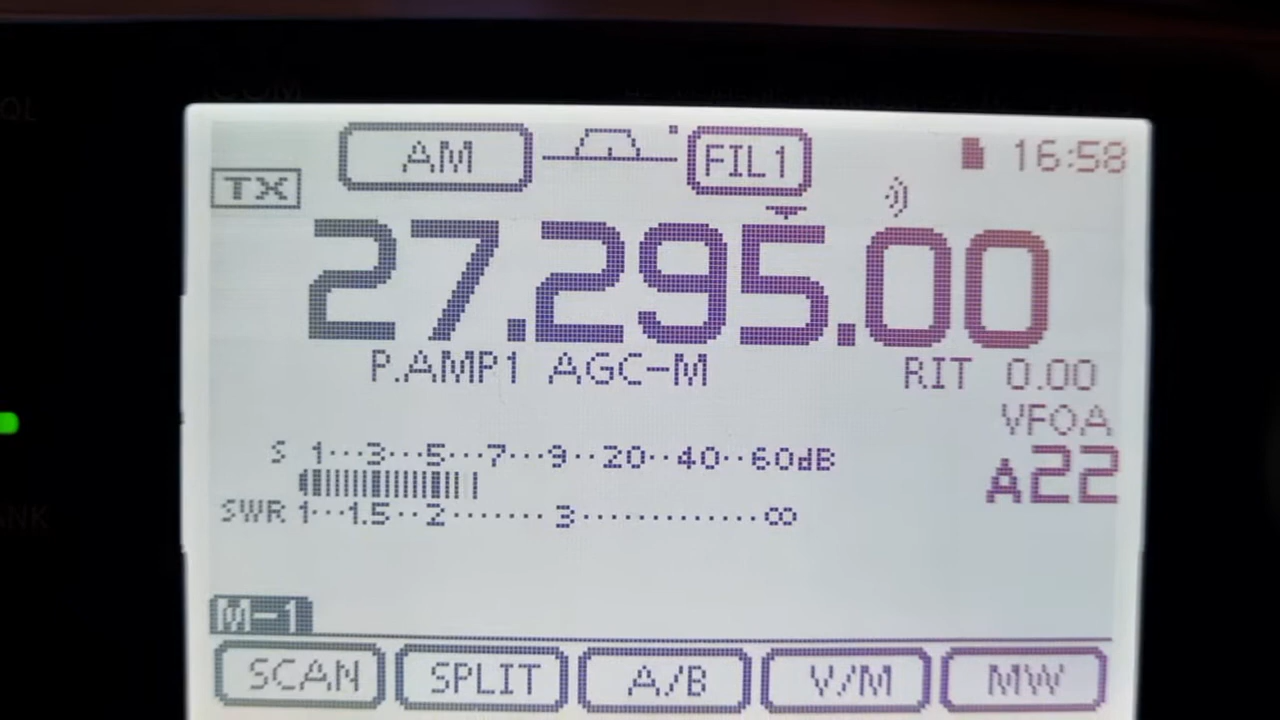 AM FIL1 16:58
TX
27.295.00
P.AMP1 AGC-M RIT 0.00
VFOA
A22
S 1···3···5···7···9··20··40··60dB
SWR 1···1.5··2·······3············∞
M-1
SCAN SPLIT A/B V/M MW